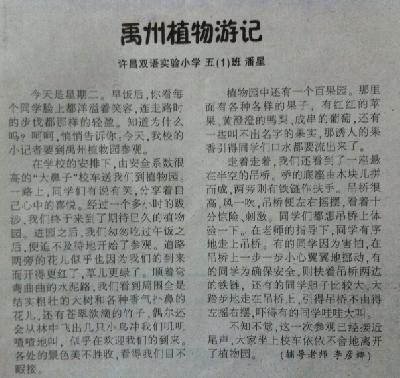 禹州植物游记
许昌双语实验小学 五(1)班 潘星
今天是星期二。早饭后,你看每
个同学脸上都洋溢着笑容,连走路时
的步伐都那样的轻盈。知道为什么
吗?呵呵,悄悄告诉你:今天,我校的
小记者要到禹州植物园参观。
在学校的安排下,由安全系数很
高的“大鼻子”校车送我们到植物园。
一路上,同学们有说有笑,分享着自
己心中的喜悦。经过一个多小时的跋
涉,我们终于来到了期待已久的植物
园。进园之后,我们匆匆吃过午饭之
后,便迫不及待地开始了参观。道路
两旁的花儿似乎也因为我们的到来
而开得更红了,草儿更绿了。顺着弯
弯曲曲的水泥路,我们看到周围全是
结实粗壮的大树和各种香气扑鼻的
花儿,还有苍翠欲滴的竹子,偶尔还
会从林中飞出几只小鸟冲我们叽叽
喳喳地叫,似乎在欢迎我们的到来。
各处的景色美不胜收,看得我们目不
暇接。
植物园中还有一个百果园。那里
面有各种各样的果子,有红红的苹
果、黄澄澄的鸭梨、成串的葡萄,还有
一些叫不出名字的果实,那诱人的果
香引得同学们口水都要流出来了。
走着走着,我们还看到了一座悬
在半空的吊桥。桥的底座由木块儿拼
而成,两旁则有铁链作扶手。吊桥很
高,风一吹,吊桥便左右摇摆,看着十
分惊险、刺激。同学们都想吊桥上体
验一下。在老师的指导下,同学有序
地走上吊桥。有的同学因为害怕,在
吊桥上一步一步小心翼翼地挪动,有
的同学为确保安全,则扶着吊桥两边
的铁链,还有的同学胆子比较大,大
跨步地走在吊桥上,引得吊桥不由得
左摇右摆,吓得有的同学哇哇大叫。
不知不觉,这一次参观已经接近
尾声,大家坐上校车依依不舍地离开
了植物园。 (辅导老师 李彦娜)